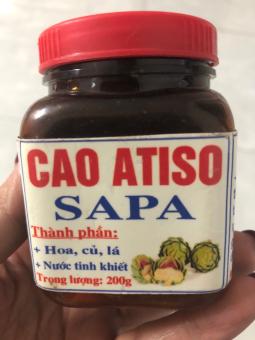 CAO ATISO
SAPA
Thành phần:
+ Hoa, củ, lá
+ Nước tinh khiết
Trọng lượng: 200g